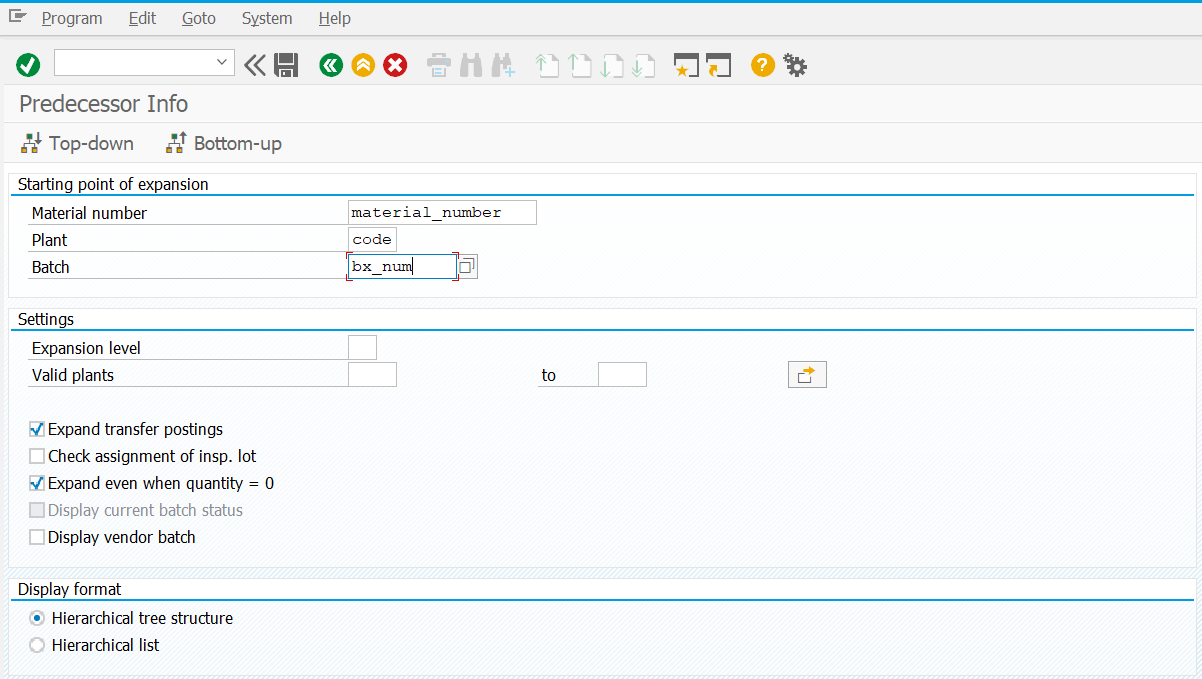 Program Edit Goto System Help
Predecessor Info
Top-down Bottom-up
Starting point of expansion
Material number material_number
Plant code
Batch bx_num
Settings
Expansion level
Valid plants to
Expand transfer postings
Check assignment of insp. lot
Expand even when quantity = 0
Display current batch status
Display vendor batch
Display format
Hierarchical tree structure
Hierarchical list